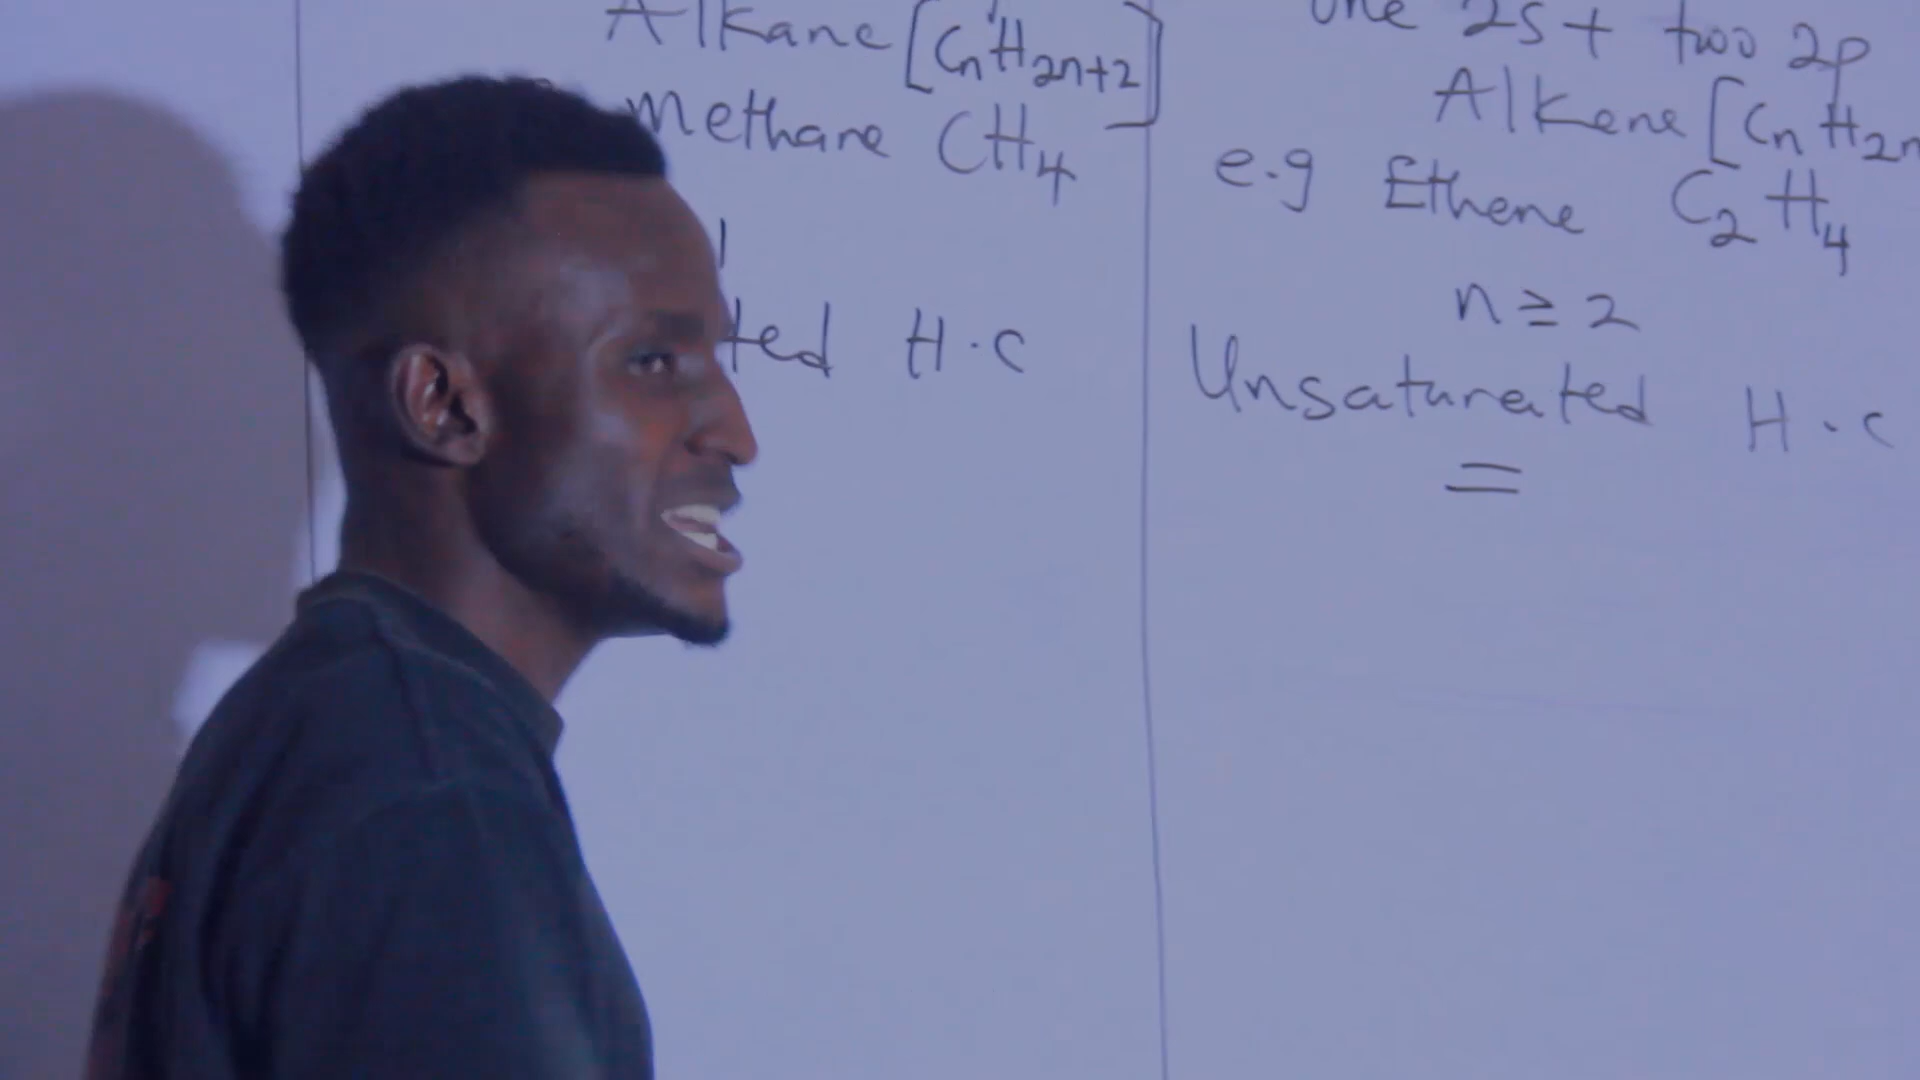 Alkane [CnH2n+2]
methane CH4
ted H.c
one 2s + two 2p
Alkene [CnH2n
e.g Ethene C2H4
n ≥ 2
Unsaturated H.c
=